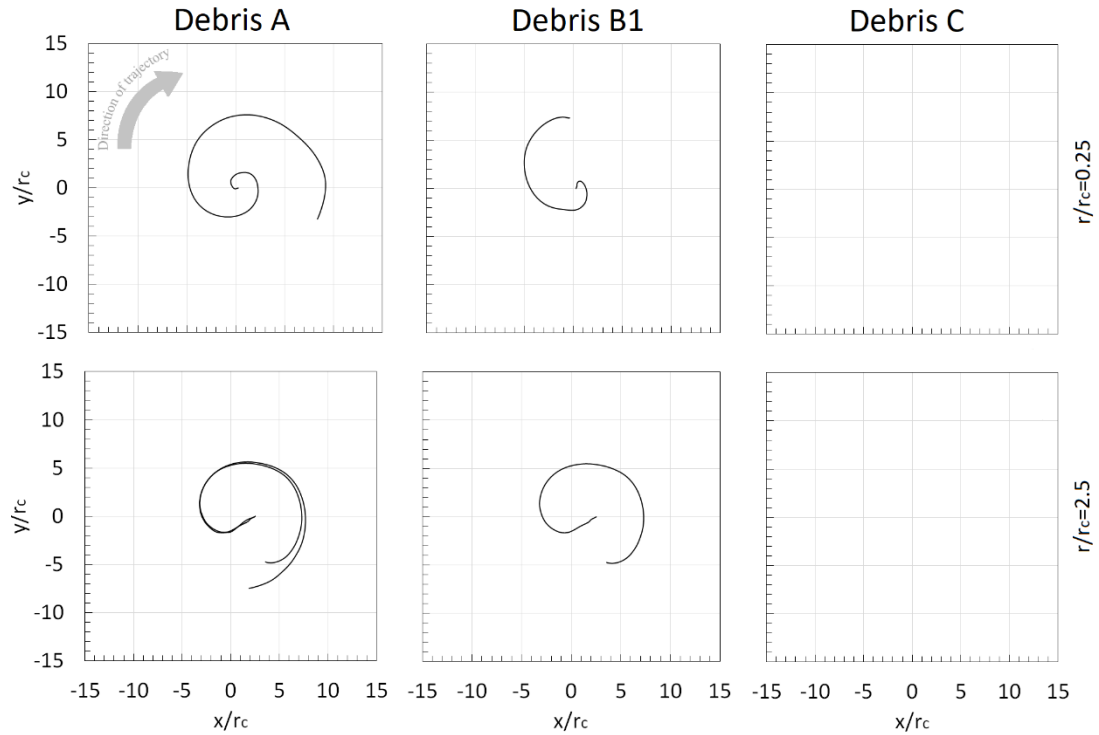 Debris A Debris B1 Debris C
15
10
5
0
-5
-10
-15
y/rc
Direction of trajectory
r/rc=0.25
15
10
5
0
-5
-10
-15
y/rc
r/rc=2.5
-15 -10 -5 0 5 10 15 -10 -5 0 5 10 15 -15 -10 -5 0 5 10 15
x/rc x/rc x/rc